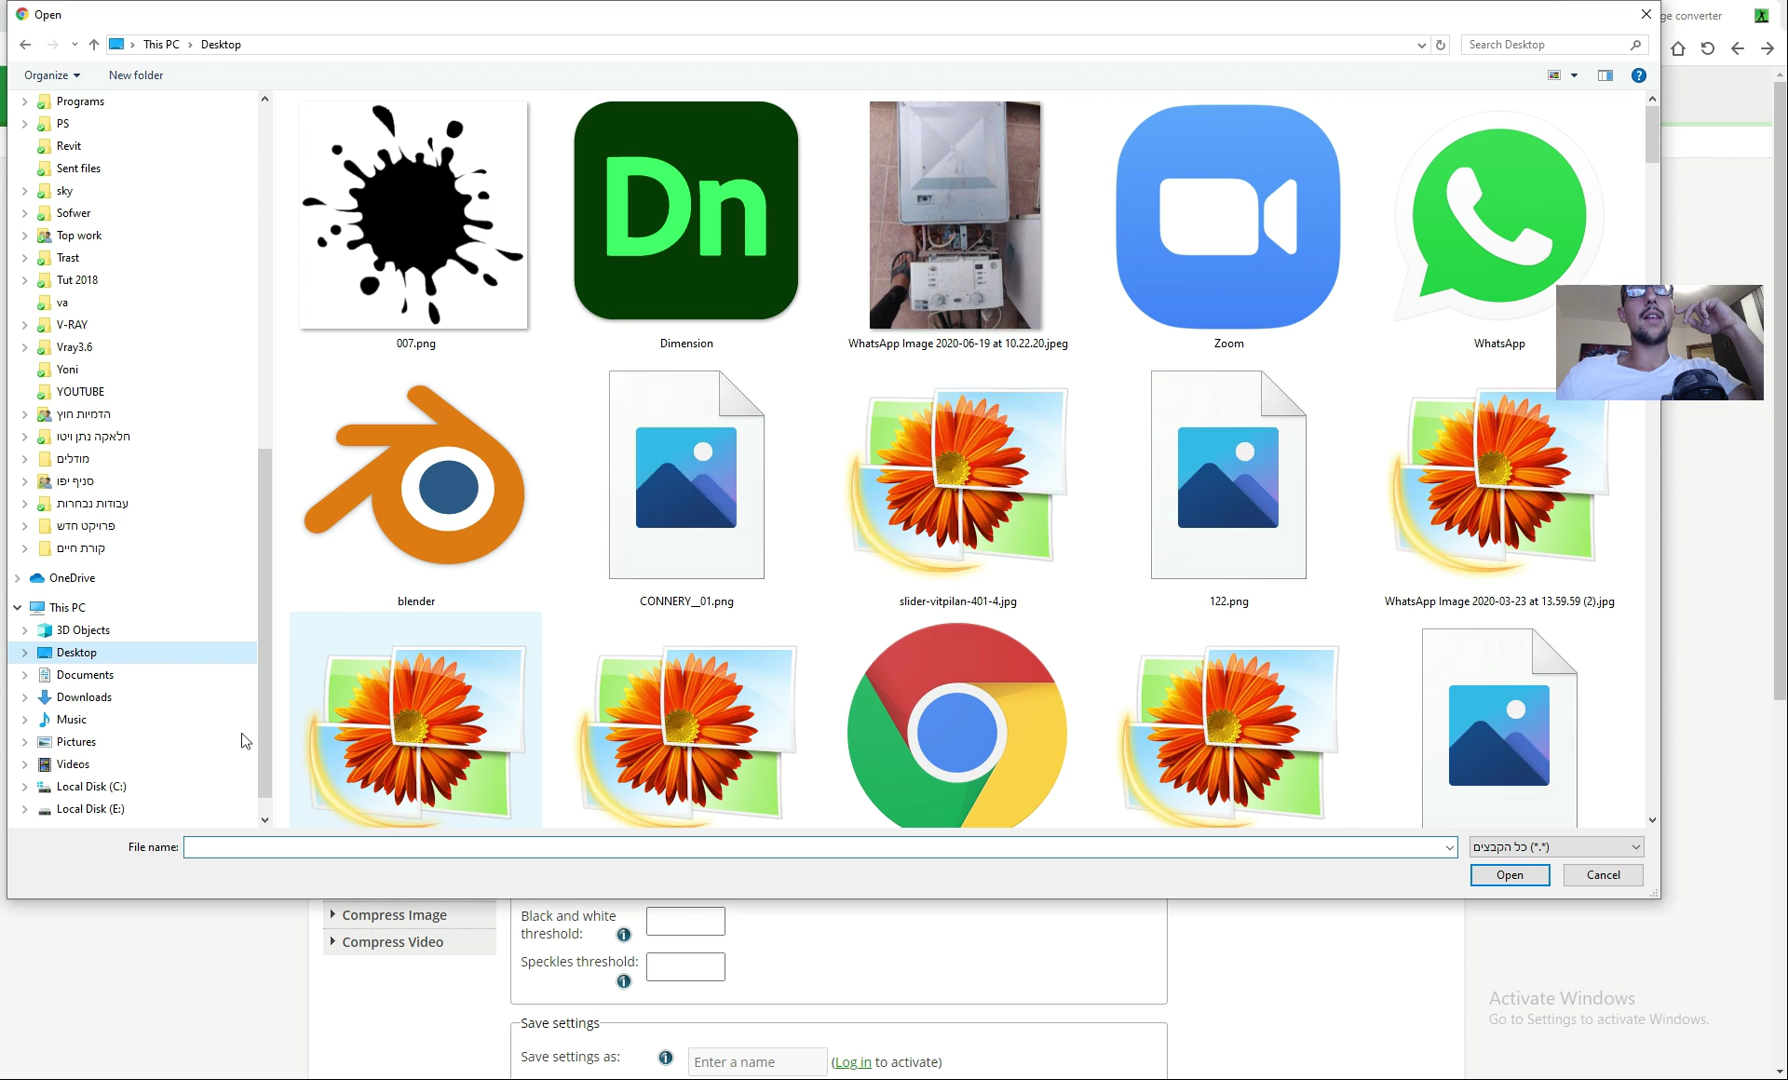 Open
ge converter
This PC > Desktop
Search Desktop
Organize
New folder
Programs
PS
Revit
Sent files
sky
Sofwer
Top work
Trast
Tut 2018
va
V-RAY
Vray3.6
Yoni
YOUTUBE
הדמיות חוץ
חלאקה נתן ויטו
מודלים
סניף יפו
עבודות נבחרות
פרויקט חדש
קורת חיים
OneDrive
This PC
3D Objects
Desktop
Documents
Downloads
Music
Pictures
Videos
Local Disk (C:)
Local Disk (E:)
Dn
007.png
Dimension
WhatsApp Image 2020-06-19 at 10.22.20.jpeg
Zoom
WhatsApp
blender
CONNERY__01.png
slider-vitpilan-401-4.jpg
122.png
WhatsApp Image 2020-03-23 at 13.59.59 (2).jpg
File name:
כל הקבצים (*.*)
Open
Cancel
Compress Image
Compress Video
Black and white
threshold:
Speckles threshold:
Save settings
Save settings as:
Enter a name
(Log in to activate)
Activate Windows
Go to Settings to activate Windows.